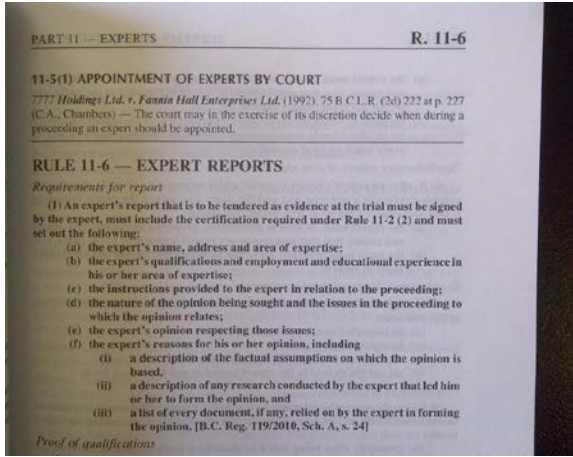 PART 11 — EXPERTS R. 11-6
11-5(1) APPOINTMENT OF EXPERTS BY COURT
7777 Holdings Ltd. v. Fannin Hall Enterprises Ltd. (1992), 75 B.C.L.R. (2d) 222 at p. 227
(C.A., Chambers) — The court may in the exercise of its discretion decide when during a
proceeding an expert should be appointed.
RULE 11-6 — EXPERT REPORTS
Requirements for report
(1) An expert's report that is to be tendered as evidence at the trial must be signed
by the expert, must include the certification required under Rule 11-2 (2) and must
set out the following:
(a) the expert's name, address and area of expertise;
(b) the expert's qualifications and employment and educational experience in
his or her area of expertise;
(c) the instructions provided to the expert in relation to the proceeding;
(d) the nature of the opinion being sought and the issues in the proceeding to
which the opinion relates;
(e) the expert's opinion respecting those issues;
(f) the expert's reasons for his or her opinion, including
(i) a description of the factual assumptions on which the opinion is
based,
(ii) a description of any research conducted by the expert that led him
or her to form the opinion, and
(iii) a list of every document, if any, relied on by the expert in forming
the opinion. [B.C. Reg. 119/2010, Sch. A, s. 24]
Proof of qualifications